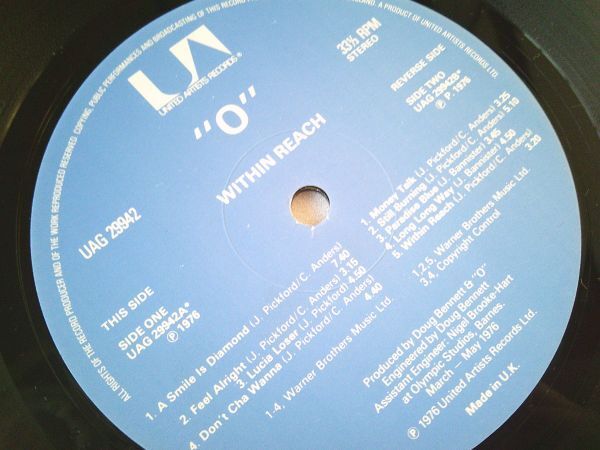 ALL RIGHTS OF THE RECORD PRODUCER AND OF THE WORK REPRODUCED RESERVED. COPYING, PUBLIC PERFORMANCES AND BROADCASTING OF THIS
A PRODUCT OF UNITED ARTISTS RECORDS LTD.
UA
UNITED ARTISTS RECORDS
33⅓ RPM
STEREO
"O"
WITHIN REACH
UAG 29942
THIS SIDE
SIDE ONE
UAG 29942A*
℗ 1976
1. A Smile Is Diamond (J. Pickford/C. Anders)
7.40
2. Feel Alright (J. Pickford/C. Anders) 3.15
3. Lucia Loser (J. Pickford) 4.50
4. Don't Cha Wanna (J. Pickford/C. Anders)
4.40
1-4, Warner Brothers Music Ltd.
REVERSE SIDE
SIDE TWO
UAG 29942B*
℗ P 1976
1. Money Talk (J. Pickford/C. Anders) 3.25
2. Still Burning (J. Pickford/C. Anders) 5.10
3. Paradise Blue (J. Bannister) 3.45
4. Long Long Way (J. Bannister) 4.50
5. Within Reach (J. Pickford/C. Anders)
3.20
1,2,5, Warner Brothers Music Ltd.
3,4, Copyright Control
Produced by Doug Bennett & "O"
Engineered by Doug Bennett
Assistant Engineer: Nigel Brooke-Hart
at Olympic Studios, Barnes.
March — May 1976
℗ 1976 United Artists Records Ltd.
Made in U.K.